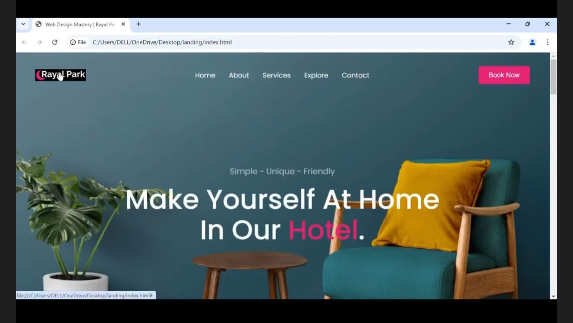 Web Design Mastery | Rayal Par
File C:/Users/DELL/OneDrive/Desktop/landing/index.html
Rayal Park Home About Services Explore Contact Book Now
Simple - Unique - Friendly
Make Yourself At Home
In Our Hotel.
file:///C:/Users/DELL/OneDrive/Desktop/landing/index.html#